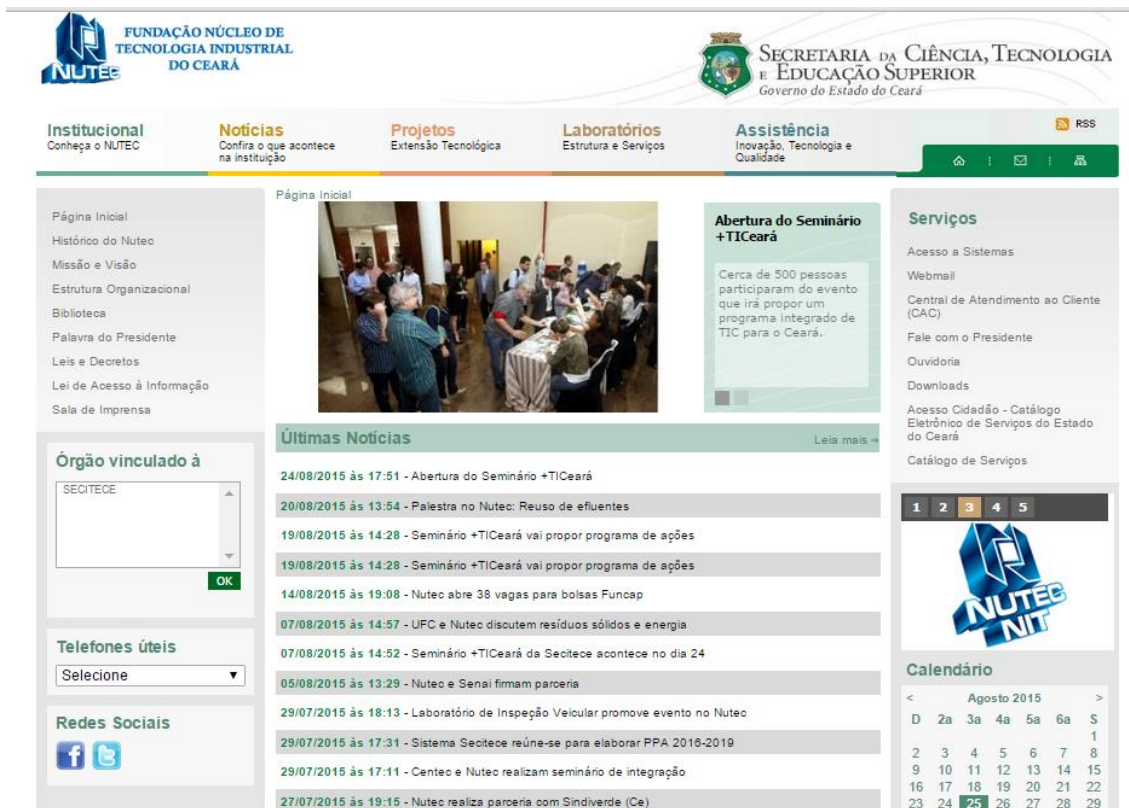 FUNDAÇÃO NÚCLEO DE
TECNOLOGIA INDUSTRIAL
DO CEARÁ
NUTEC
SECRETARIA DA CIÊNCIA, TECNOLOGIA
E EDUCAÇÃO SUPERIOR
Governo do Estado do Ceará
Institucional
Conheça o NUTEC
Notícias
Confira o que acontece
na instituição
Projetos
Extensão Tecnológica
Laboratórios
Estrutura e Serviços
Assistência
Inovação, Tecnologia e
Qualidade
RSS
Página Inicial
Histórico do Nutec
Missão e Visão
Estrutura Organizacional
Biblioteca
Palavra do Presidente
Leis e Decretos
Lei de Acesso à Informação
Sala de Imprensa
Órgão vinculado à
SECITECE
OK
Telefones úteis
Selecione
Redes Sociais
Página Inicial
Abertura do Seminário
+TICeará
Cerca de 500 pessoas
participaram do evento
que irá propor um
programa integrado de
TIC para o Ceará.
Últimas Notícias
Leia mais
24/08/2015 às 17:51 - Abertura do Seminário +TICeará
20/08/2015 às 13:54 - Palestra no Nutec: Reuso de efluentes
19/08/2015 às 14:28 - Seminário +TICeará vai propor programa de ações
19/08/2015 às 14:28 - Seminário +TICeará vai propor programa de ações
14/08/2015 às 19:08 - Nutec abre 38 vagas para bolsas Funcap
07/08/2015 às 14:57 - UFC e Nutec discutem resíduos sólidos e energia
07/08/2015 às 14:52 - Seminário +TICeará da Secitece acontece no dia 24
05/08/2015 às 13:29 - Nutec e Senai firmam parceria
29/07/2015 às 18:13 - Laboratório de Inspeção Veicular promove evento no Nutec
29/07/2015 às 17:31 - Sistema Secitece reúne-se para elaborar PPA 2016-2019
29/07/2015 às 17:11 - Centec e Nutec realizam seminário de integração
27/07/2015 às 19:15 - Nutec realiza parceria com Sindiverde (Ce)
Serviços
Acesso a Sistemas
Webmail
Central de Atendimento ao Cliente
(CAC)
Fale com o Presidente
Ouvidoria
Downloads
Acesso Cidadão - Catálogo
Eletrônico de Serviços do Estado
do Ceará
Catálogo de Serviços
1 2 3 4 5
NUTEC
NIT
Calendário
< Agosto 2015 >
D 2a 3a 4a 5a 6a S
1
2 3 4 5 6 7 8
9 10 11 12 13 14 15
16 17 18 19 20 21 22
23 24 25 26 27 28 29